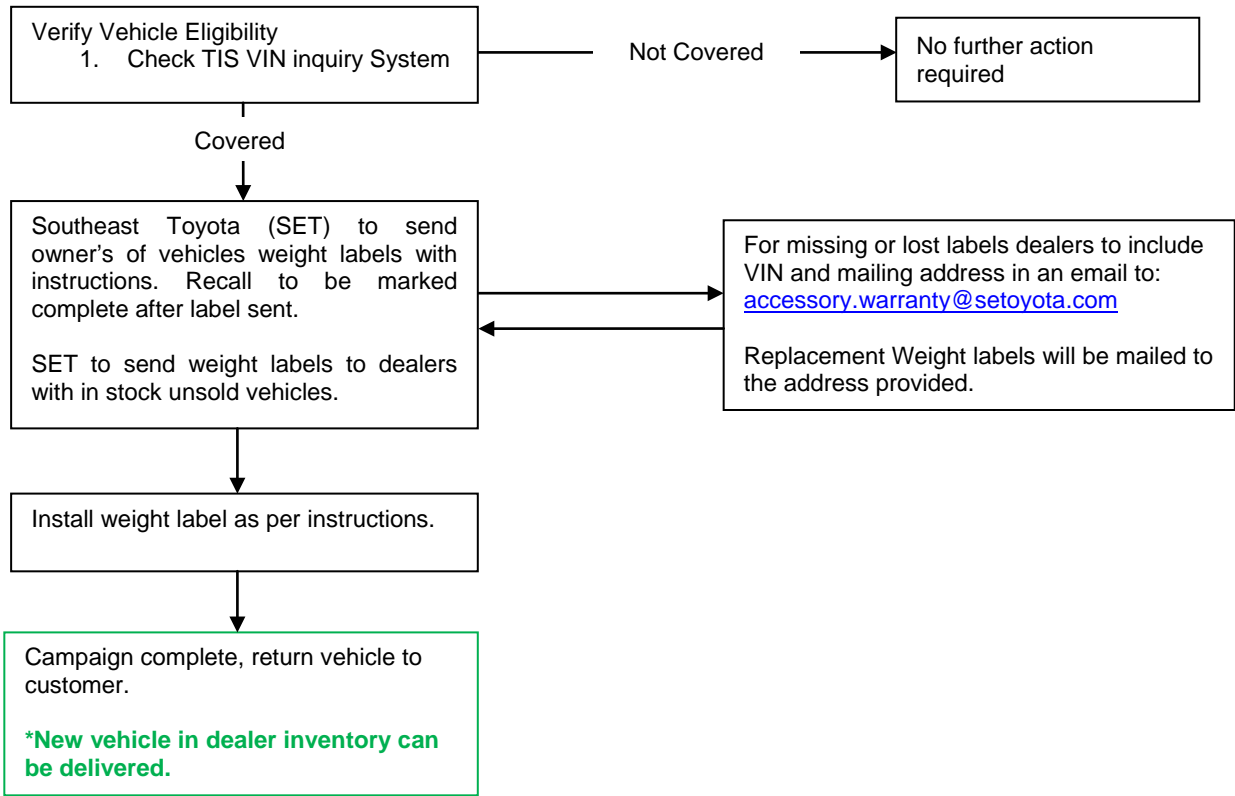 Verify Vehicle Eligibility
1. Check TIS VIN inquiry System
Not Covered
No further action
required
Covered
Southeast Toyota (SET) to send
owner's of vehicles weight labels with
instructions. Recall to be marked
complete after label sent.
SET to send weight labels to dealers
with in stock unsold vehicles.
For missing or lost labels dealers to include
VIN and mailing address in an email to:
accessory.warranty@setoyota.com
Replacement Weight labels will be mailed to
the address provided.
Install weight label as per instructions.
Campaign complete, return vehicle to
customer.
*New vehicle in dealer inventory can
be delivered.